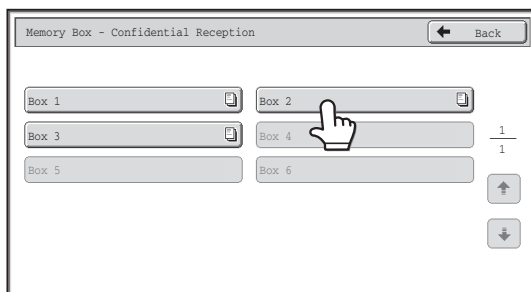 Memory Box - Confidential Reception
Back
Box 1
Box 2
Box 3
Box 4
1
1
Box 5
Box 6